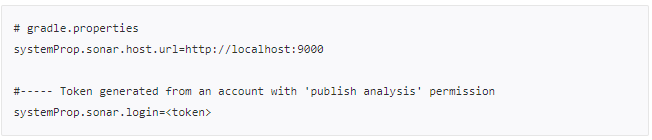 # gradle.properties
systemProp.sonar.host.url=http://localhost:9000
#----- Token generated from an account with 'publish analysis' permission
systemProp.sonar.login=<token>